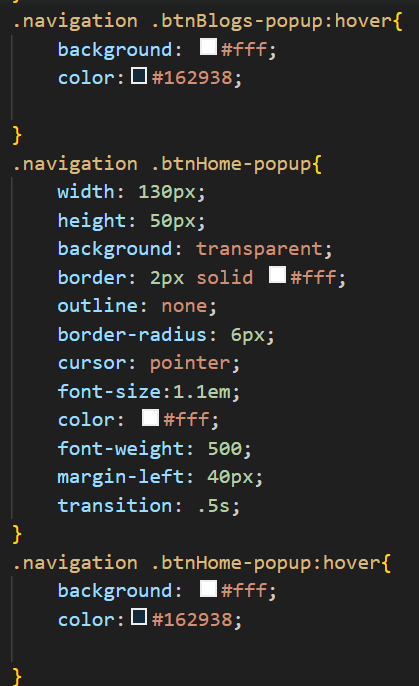 .navigation .btnBlogs-popup:hover{
    background: #fff;
    color: #162938;

}
.navigation .btnHome-popup{
    width: 130px;
    height: 50px;
    background: transparent;
    border: 2px solid #fff;
    outline: none;
    border-radius: 6px;
    cursor: pointer;
    font-size:1.1em;
    color: #fff;
    font-weight: 500;
    margin-left: 40px;
    transition: .5s;
}
.navigation .btnHome-popup:hover{
    background: #fff;
    color: #162938;

}